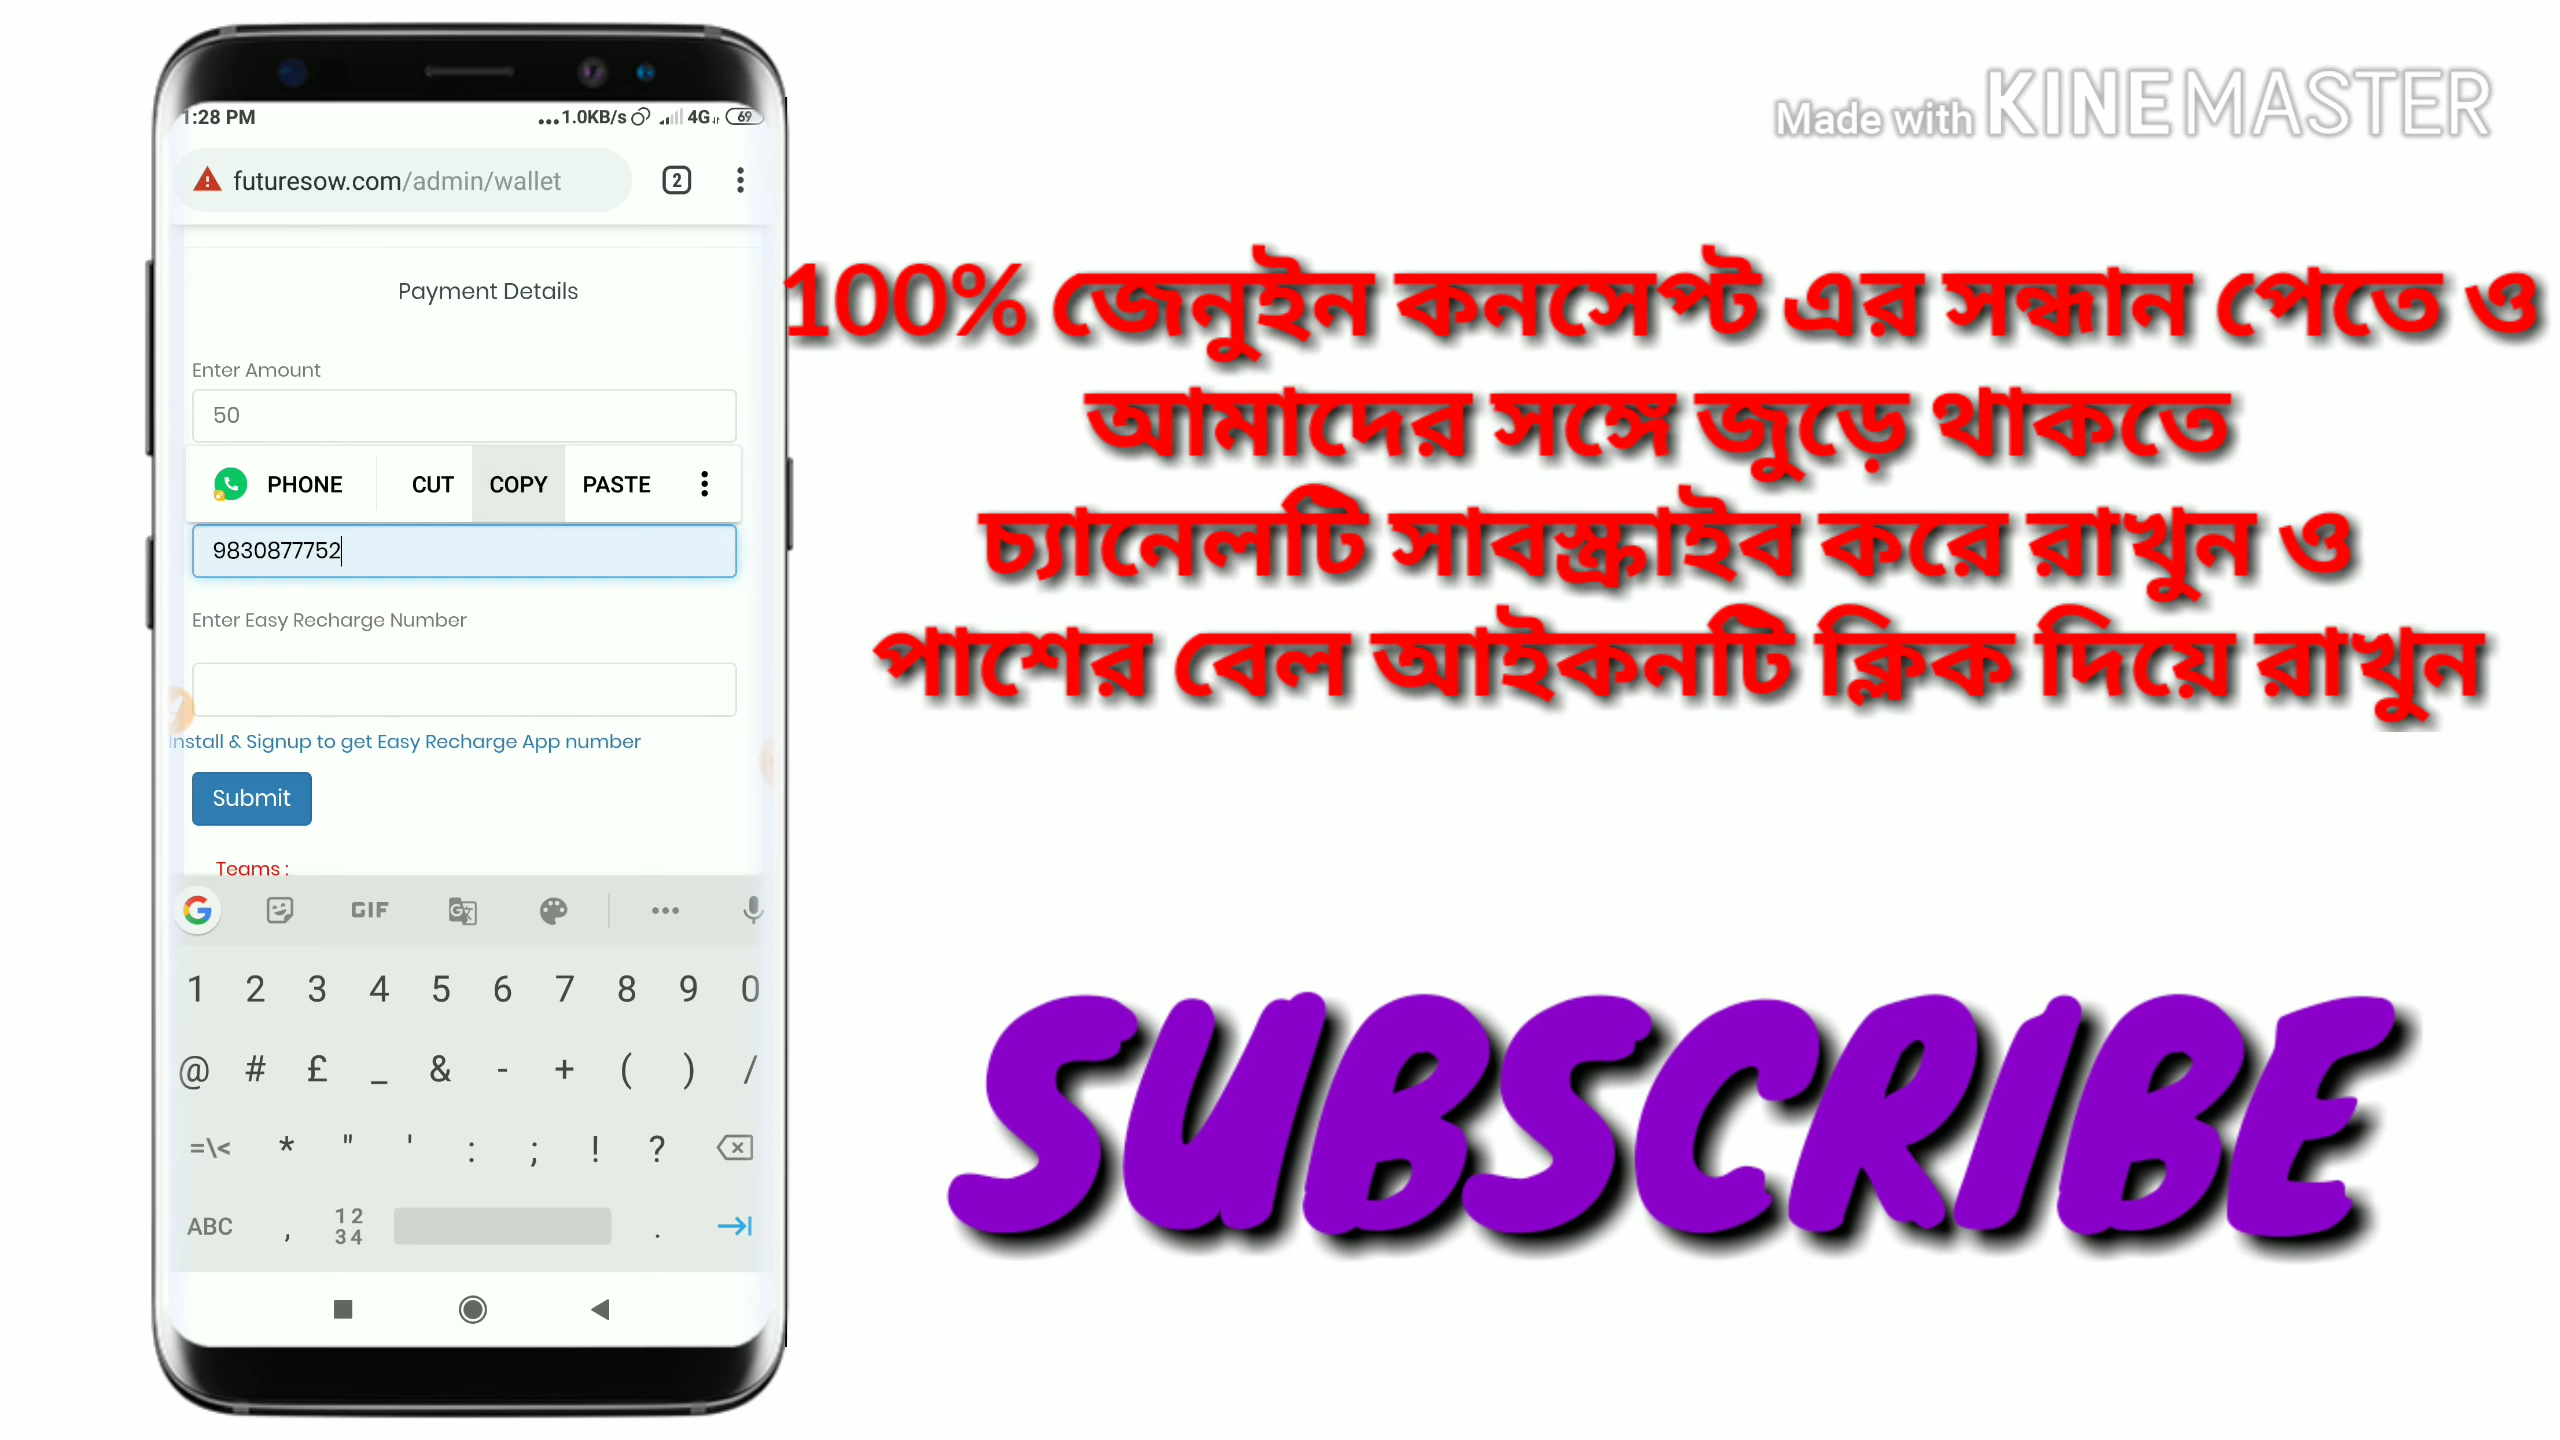 1:28 PM
...1.0KB/s 4G 69
futuresow.com/admin/wallet
2
Made with KINEMASTER
Payment Details
Enter Amount
50
PHONE CUT COPY PASTE
9830877752
Enter Easy Recharge Number
Install & Signup to get Easy Recharge App number
Submit
Teams :
GIF
1 2 3 4 5 6 7 8 9 0
@ # £ _ & - + ( ) /
=\< * " ' : ; ! ?
ABC , 12 34 .
100% জেনুইন কনসেপ্ট এর সন্ধান পেতে ও
আমাদের সঙ্গে জুড়ে থাকতে
চ্যানেলটি সাবস্ক্রাইব করে রাখুন ও
পাশের বেল আইকনটি ক্লিক দিয়ে রাখুন
SUBSCRIBE